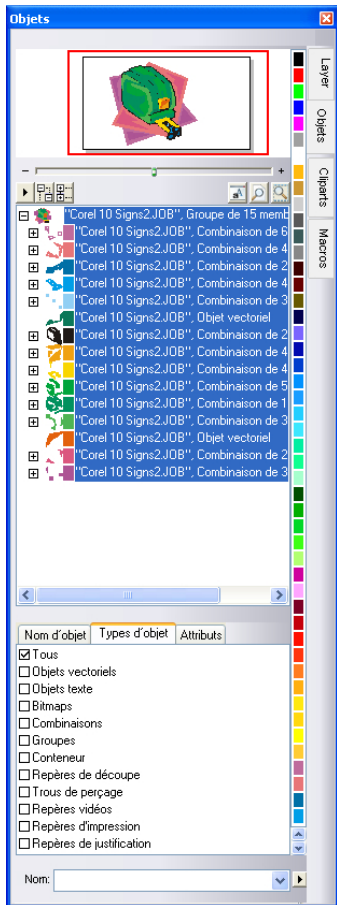 Objets
Layer
Objets
Cliparts
Macros
- +
"Corel 10 Signs2.JOB", Groupe de 15 memb
"Corel 10 Signs2.JOB", Combinaison de 6
"Corel 10 Signs2.JOB", Combinaison de 4
"Corel 10 Signs2.JOB", Combinaison de 2
"Corel 10 Signs2.JOB", Combinaison de 4
"Corel 10 Signs2.JOB", Combinaison de 3
"Corel 10 Signs2.JOB", Objet vectoriel
"Corel 10 Signs2.JOB", Combinaison de 2
"Corel 10 Signs2.JOB", Combinaison de 4
"Corel 10 Signs2.JOB", Combinaison de 4
"Corel 10 Signs2.JOB", Combinaison de 5
"Corel 10 Signs2.JOB", Combinaison de 1
"Corel 10 Signs2.JOB", Combinaison de 3
"Corel 10 Signs2.JOB", Objet vectoriel
"Corel 10 Signs2.JOB", Combinaison de 2
"Corel 10 Signs2.JOB", Combinaison de 3
Nom d´objet Types d´objet Attributs
Tous
Objets vectoriels
Objets texte
Bitmaps
Combinaisons
Groupes
Conteneur
Repères de découpe
Trous de perçage
Repères vidéos
Repères d'impression
Repères de justification
Nom: